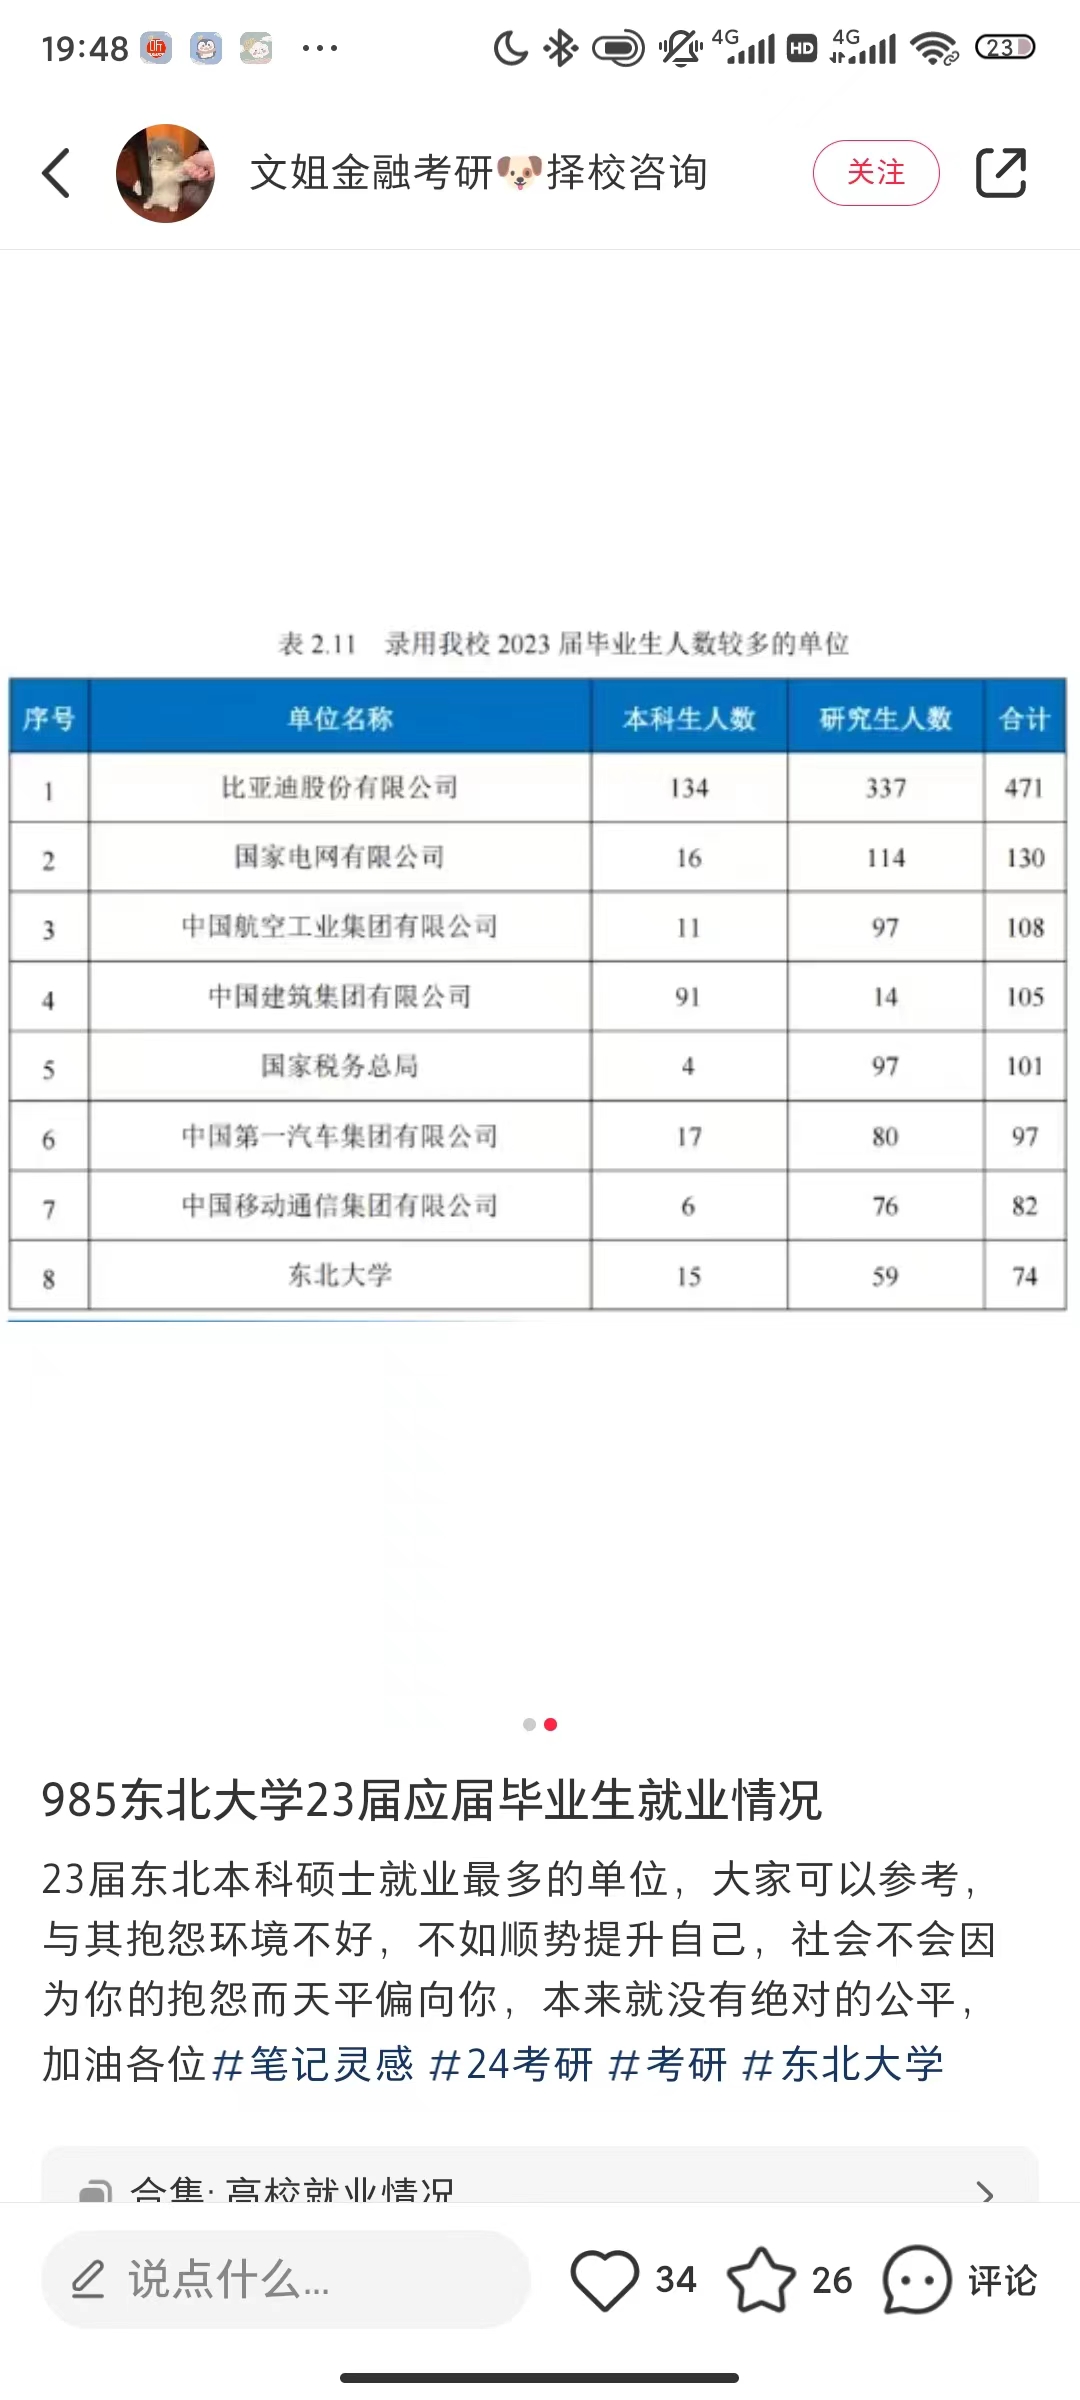 19:48 听 ... 4G HD 4G 23
文姐金融考研🐶择校咨询 关注
表 2.11 录用我校 2023 届毕业生人数较多的单位
序号 单位名称 本科生人数 研究生人数 合计
1 比亚迪股份有限公司 134 337 471
2 国家电网有限公司 16 114 130
3 中国航空工业集团有限公司 11 97 108
4 中国建筑集团有限公司 91 14 105
5 国家税务总局 4 97 101
6 中国第一汽车集团有限公司 17 80 97
7 中国移动通信集团有限公司 6 76 82
8 东北大学 15 59 74
985东北大学23届应届毕业生就业情况
23届东北本科硕士就业最多的单位，大家可以参考，
与其抱怨环境不好，不如顺势提升自己，社会不会因
为你的抱怨而天平偏向你，本来就没有绝对的公平，
加油各位#笔记灵感 #24考研 #考研 #东北大学
合集: 高校就业情况
说点什么... 34 26 评论